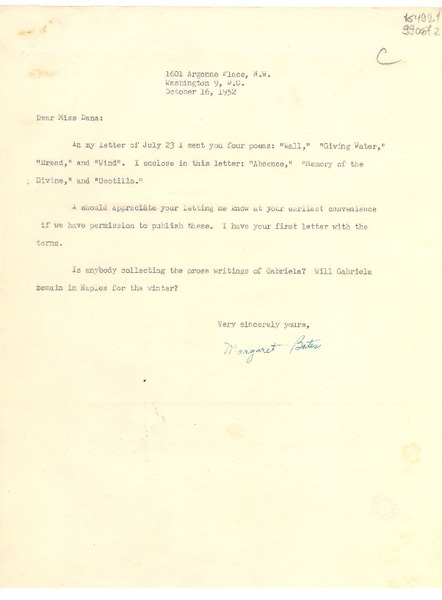 C
1601 Argonne Place, N.W.
Washington 9, D.C.
October 16, 1952
Dear Miss Dana:
In my letter of July 23 I sent you four poems: "Wall," "Giving Water,"
"Bread," and "Wind". I enclose in this letter: "Absence," "Memory of the
Divine," and "Ocotillo."
I should appreciate your letting me know at your earliest convenience
if we have permission to publish these. I have your first letter with the
terms.
Is anybody collecting the prose writings of Gabriela? Will Gabriela
remain in Naples for the winter?
Very sincerely yours,
Margaret Bates